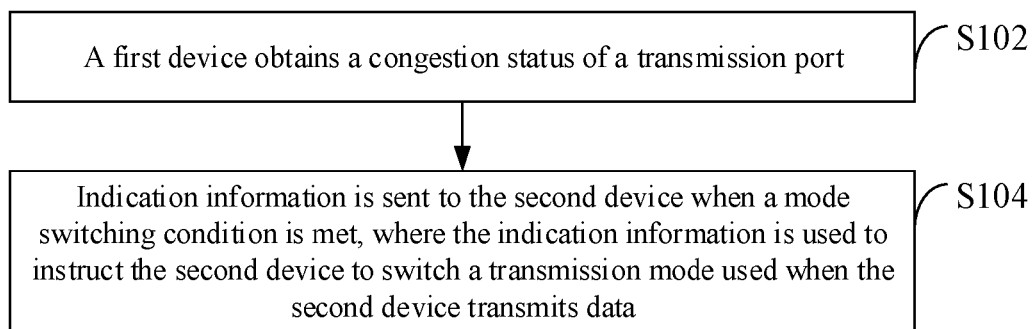 A first device obtains a congestion status of a transmission port
S102
Indication information is sent to the second device when a mode
switching condition is met, where the indication information is used to
instruct the second device to switch a transmission mode used when the
second device transmits data
S104